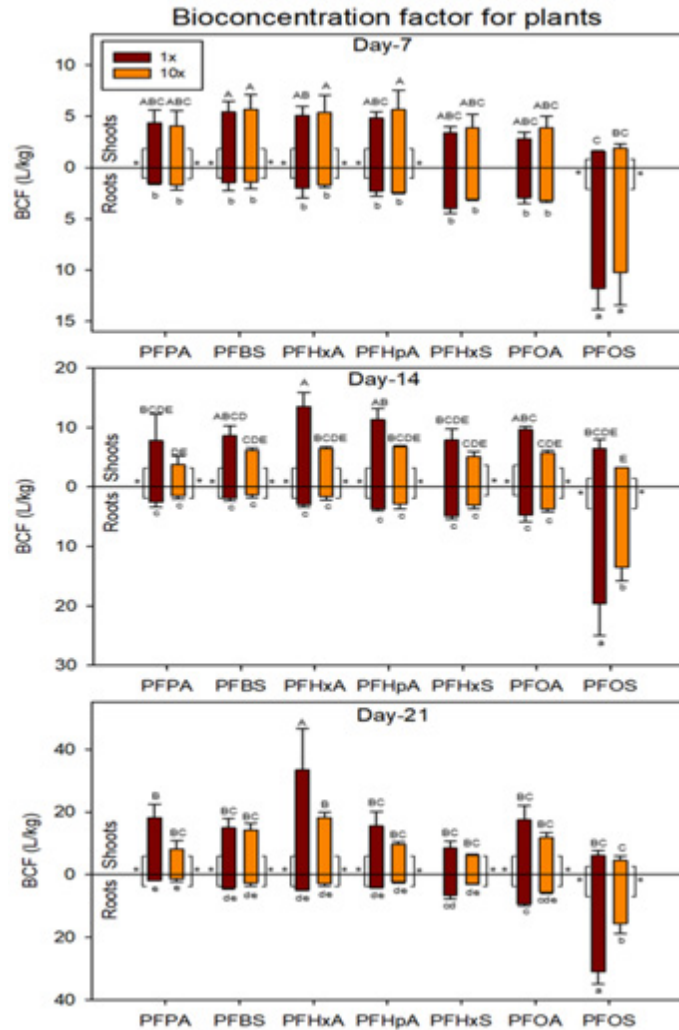 Bioconcentration factor for plants
Day-7
1x
10x
BCF (L/kg)
Shoots
Roots
10
5
0
5
10
15
ABC ABC A A AB A ABC A ABC ABC ABC ABC C BC
* * * * * * * * * * * *
b b b b b b b b b b b b a a
PFPA PFBS PFHxA PFHpA PFHxS PFOA PFOS
Day-14
BCF (L/kg)
Shoots
Roots
20
10
0
10
20
30
BCDE DE ABCD CDE A BCDE AB BCDE BCDE CDE ABC CDE BCDE E
* * * * * * * * * * * * * *
c c c c c c c c c c c c a b
PFPA PFBS PFHxA PFHpA PFHxS PFOA PFOS
Day-21
BCF (L/kg)
Shoots
Roots
40
20
0
20
40
B BC BC BC A B BC BC BC BC BC BC BC C
* * * * * * * * * * * * * *
e e de de de de de de cd de c cde a b
PFPA PFBS PFHxA PFHpA PFHxS PFOA PFOS